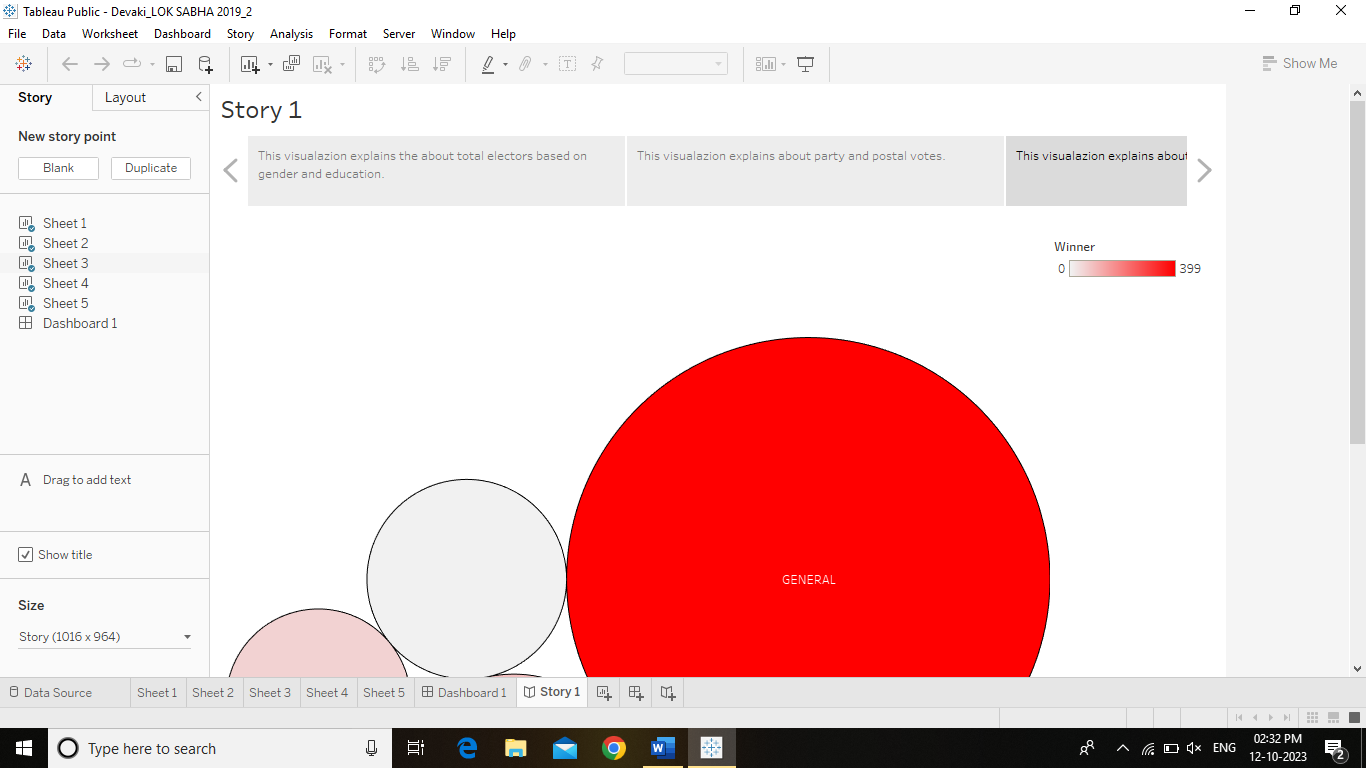 Tableau Public - Devaki_LOK SABHA 2019_2
File Data Worksheet Dashboard Story Analysis Format Server Window Help
Show Me
Story Layout
New story point
Blank Duplicate
Sheet 1
Sheet 2
Sheet 3
Sheet 4
Sheet 5
Dashboard 1
A Drag to add text
Show title
Size
Story (1016 x 964)
Story 1
This visualazion explains the about total electors based on
gender and education.
This visualazion explains about party and postal votes.
This visualazion explains about
Winner
0 399
GENERAL
Data Source Sheet 1 Sheet 2 Sheet 3 Sheet 4 Sheet 5 Dashboard 1 Story 1
Type here to search
ENG
02:32 PM
12-10-2023
2